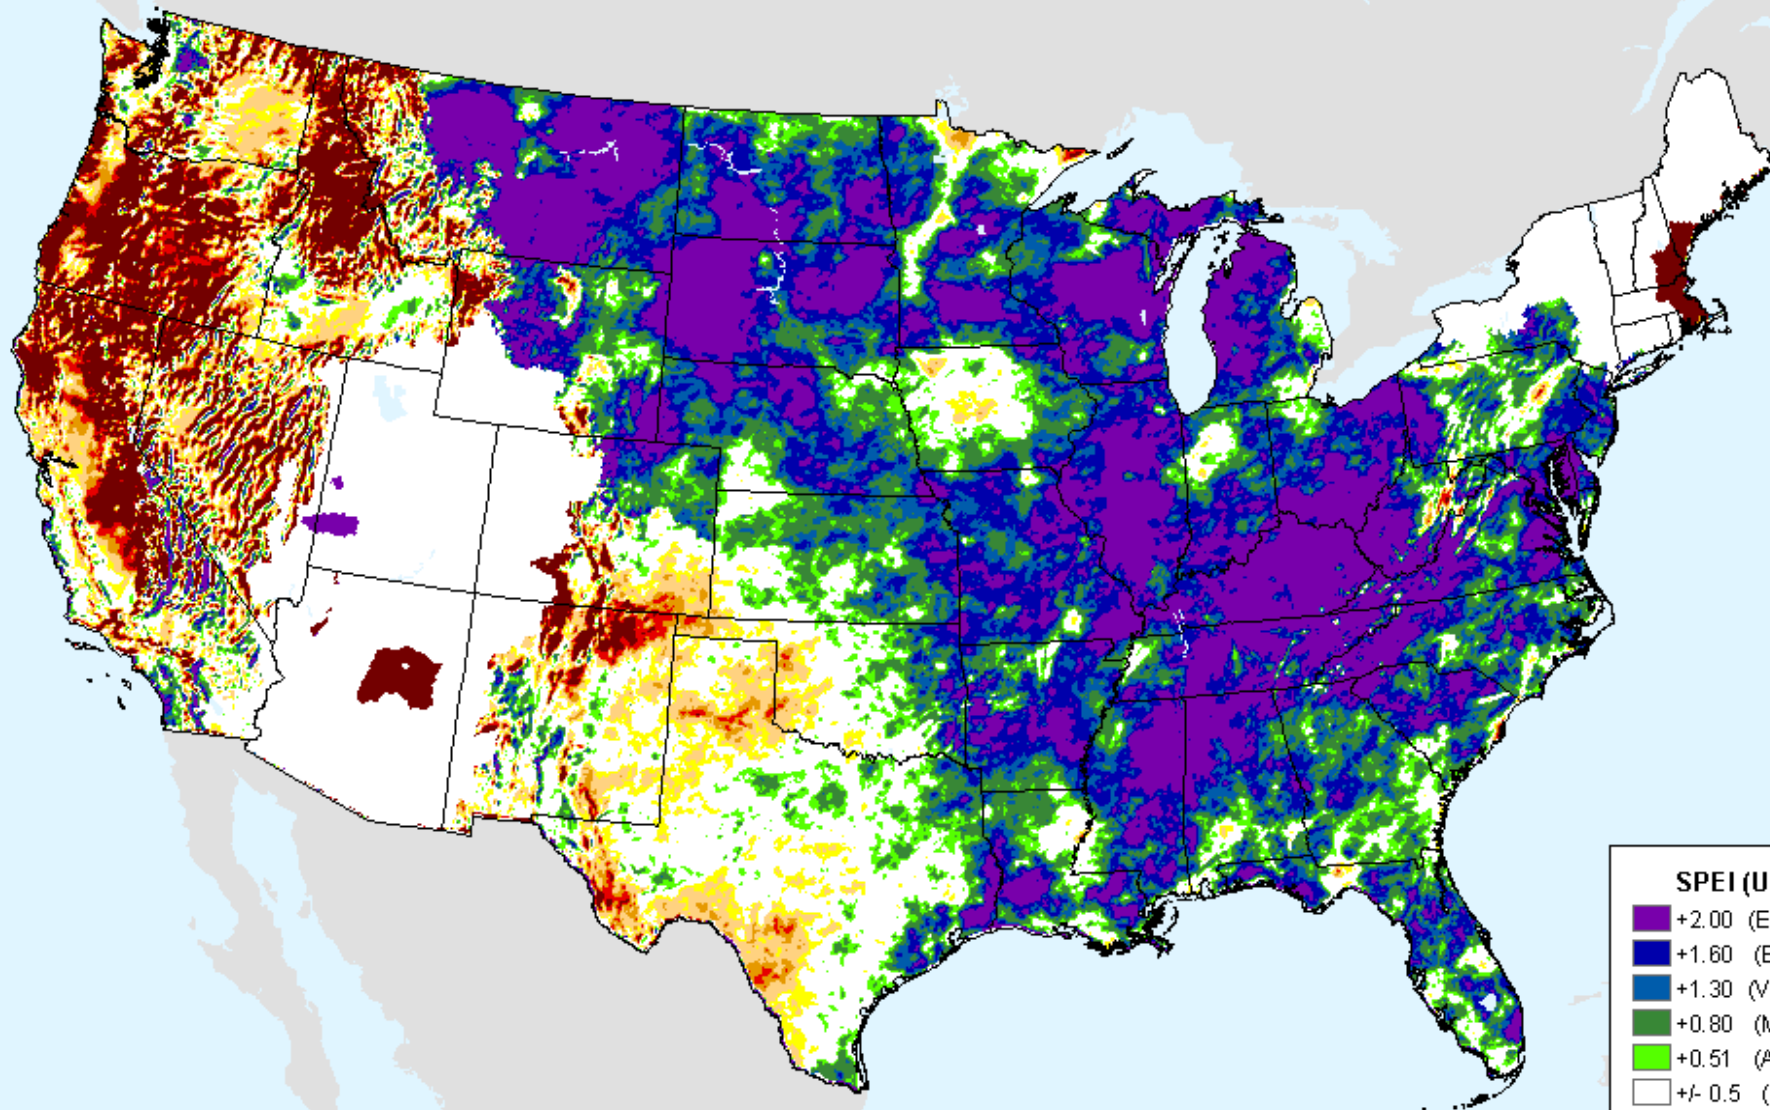 SPEI (U
+2.00 (E
+1.60 (E
+1.30 (V
+0.80 (M
+0.51 (A
+/- 0.5 (